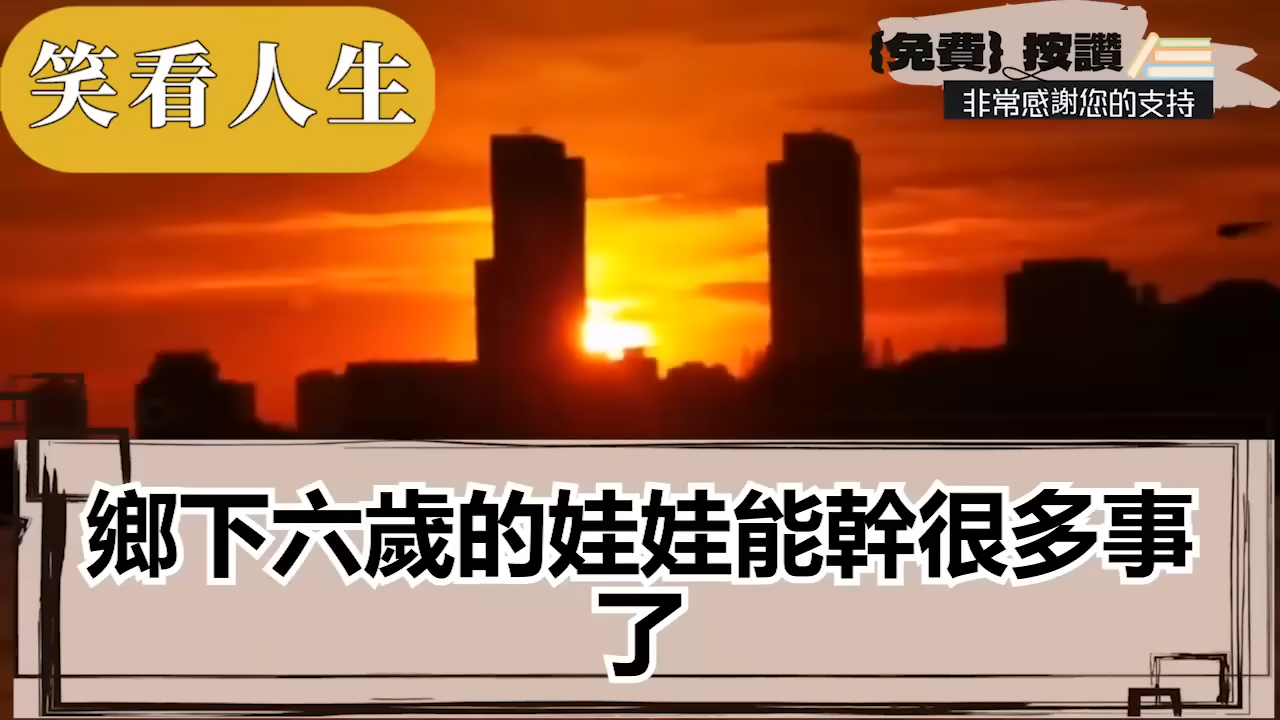 笑看人生
{免費} 按讚
非常感謝您的支持
鄉下六歲的娃娃能幹很多事
了